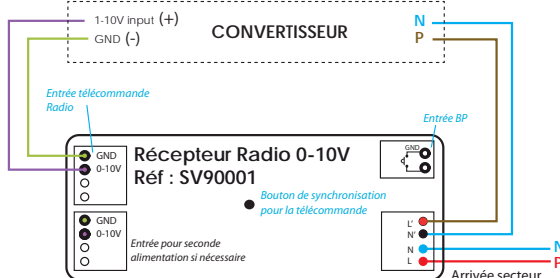 1-10V input (+)
GND (-)
CONVERTISSEUR
N
P
Entrée télécommande
Radio
Entrée BP
GND
0-10V
Récepteur Radio 0-10V
Réf : SV90001
GND
Bouton de synchronisation
pour la télécommande
GND
0-10V
Entrée pour seconde
alimentation si nécessaire
L'
N'
N
L
N
P
Arrivée secteur